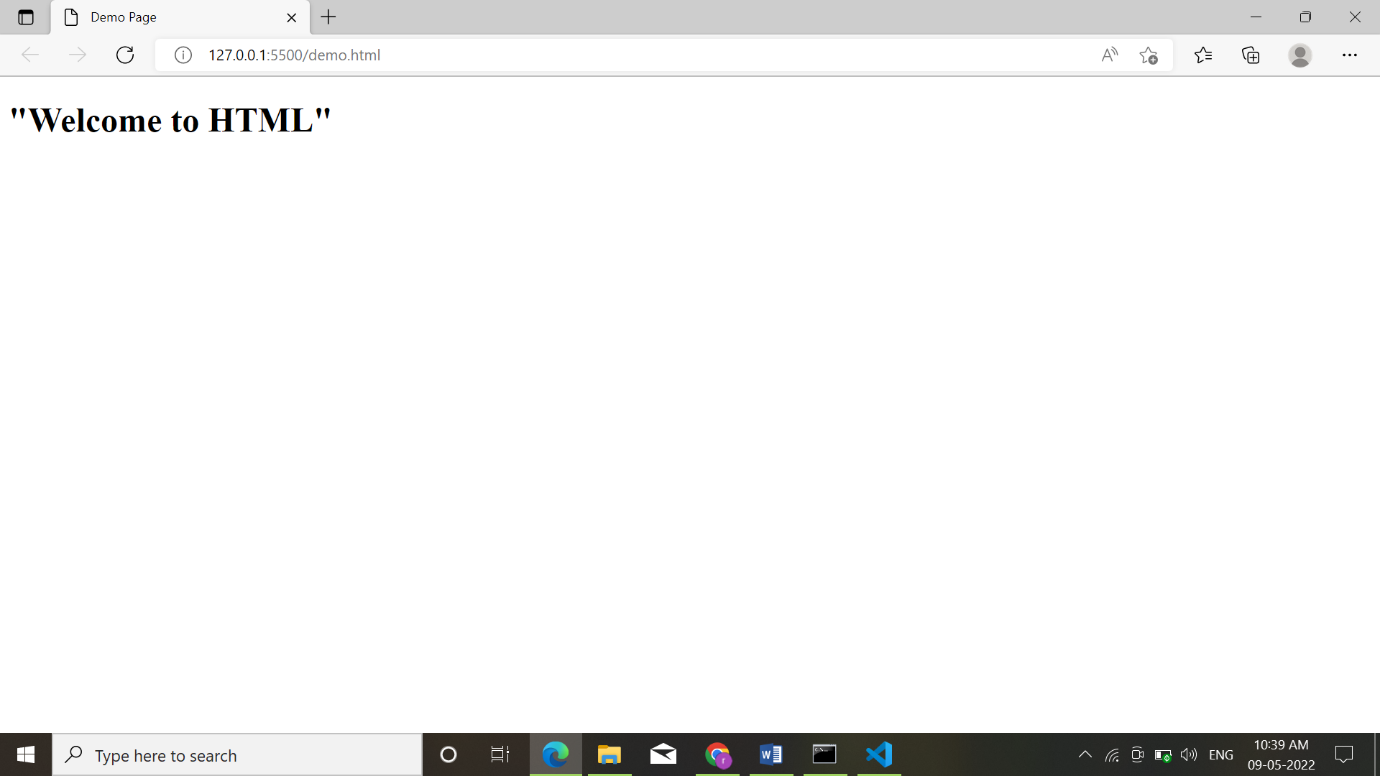 Demo Page
127.0.0.1:5500/demo.html
"Welcome to HTML"
Type here to search
ENG
10:39 AM
09-05-2022